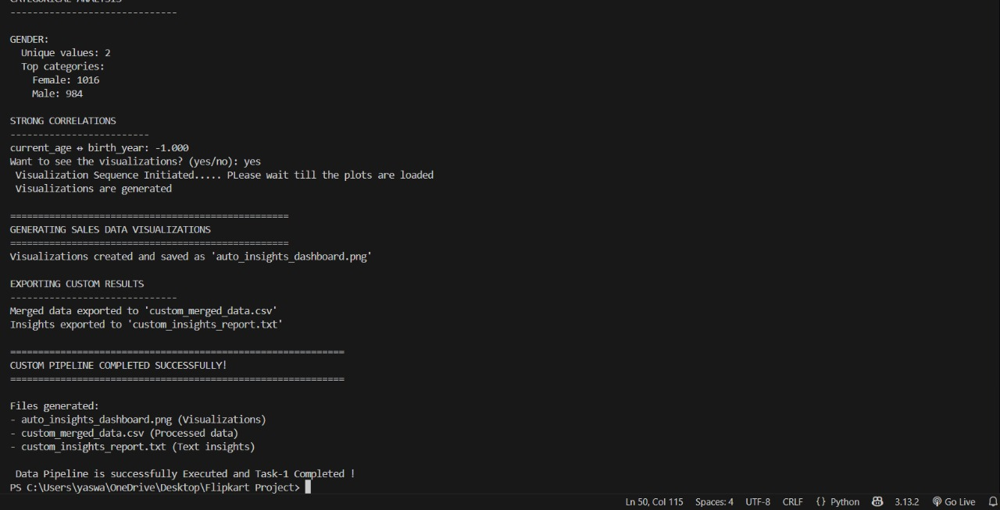 CATEGORICAL ANALYSIS
------------------------------
GENDER:
Unique values: 2
Top categories:
Female: 1016
Male: 984
STRONG CORRELATIONS
-------------------------
current_age ↔ birth_year: -1.000
Want to see the visualizations? (yes/no): yes
Visualization Sequence Initiated..... PLease wait till the plots are loaded
Visualizations are generated
==================================================
GENERATING SALES DATA VISUALIZATIONS
==================================================
Visualizations created and saved as 'auto_insights_dashboard.png'
EXPORTING CUSTOM RESULTS
------------------------------
Merged data exported to 'custom_merged_data.csv'
Insights exported to 'custom_insights_report.txt'
============================================================
CUSTOM PIPELINE COMPLETED SUCCESSFULLY!
============================================================
Files generated:
- auto_insights_dashboard.png (Visualizations)
- custom_merged_data.csv (Processed data)
- custom_insights_report.txt (Text insights)
Data Pipeline is successfully Executed and Task-1 Completed !
PS C:\Users\yaswa\OneDrive\Desktop\Flipkart Project>
Ln 50, Col 115 Spaces: 4 UTF-8 CRLF {} Python 3.13.2 Go Live